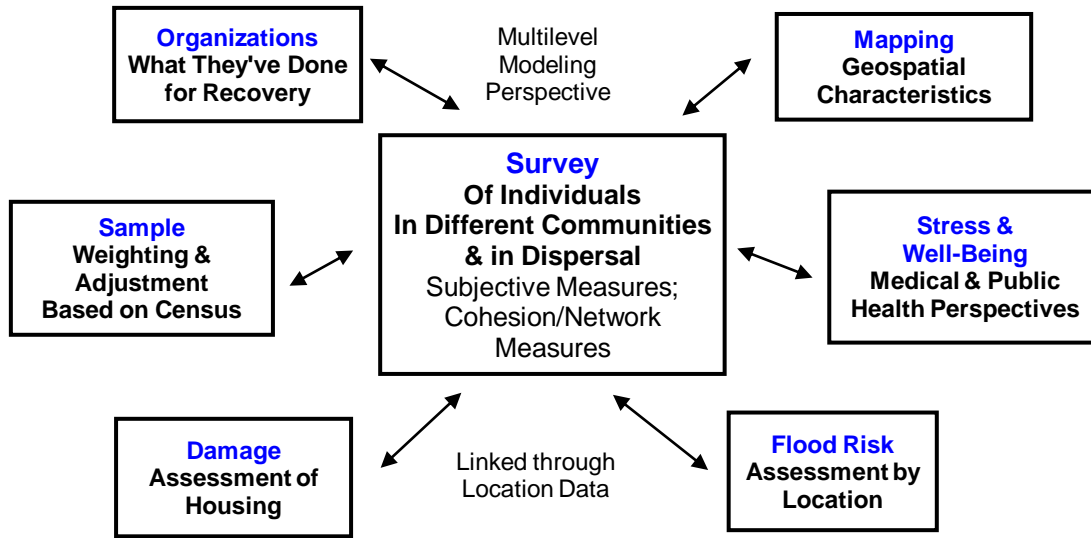 Organizations
What They've Done
for Recovery
Multilevel
Modeling
Perspective
Mapping
Geospatial
Characteristics
Survey
Of Individuals
In Different Communities
& in Dispersal
Subjective Measures;
Cohesion/Network
Measures
Sample
Weighting &
Adjustment
Based on Census
Stress &
Well-Being
Medical & Public
Health Perspectives
Damage
Assessment of
Housing
Linked through
Location Data
Flood Risk
Assessment by
Location